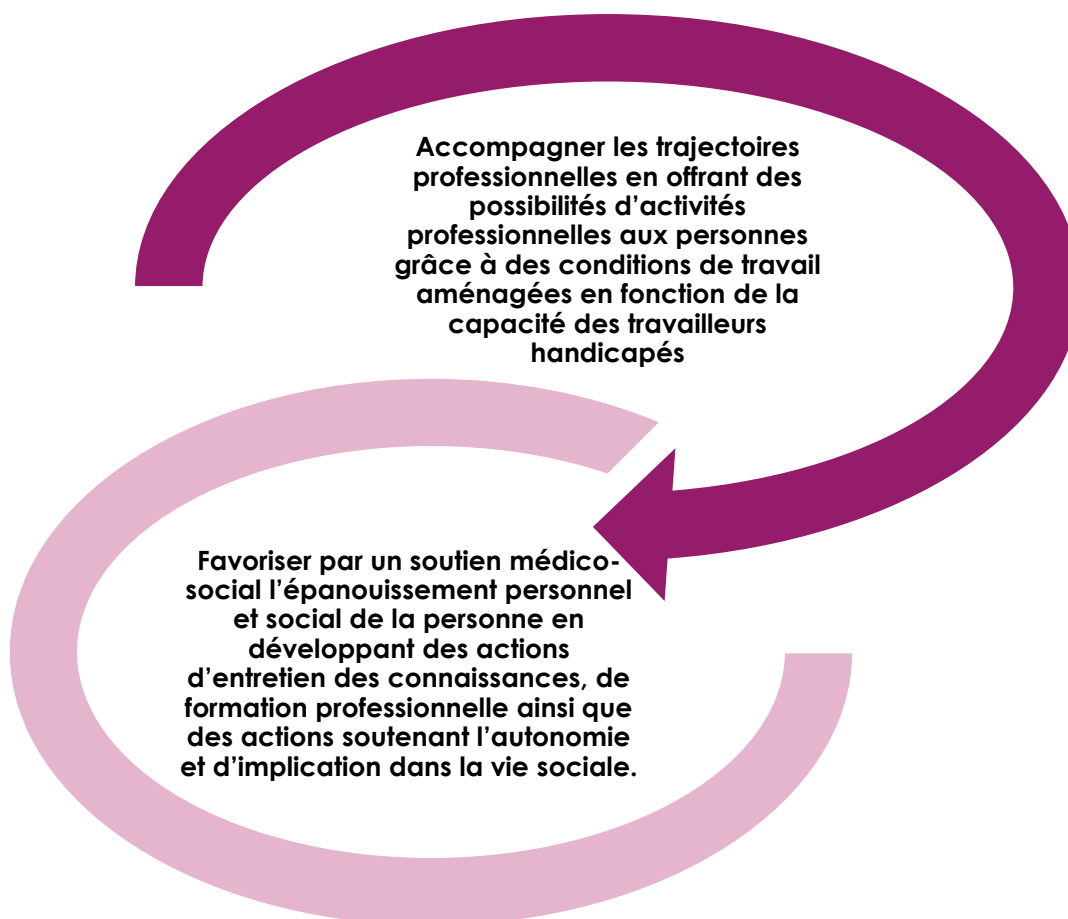 Accompagner les trajectoires
professionnelles en offrant des
possibilités d’activités
professionnelles aux personnes
grâce à des conditions de travail
aménagées en fonction de la
capacité des travailleurs
handicapés
Favoriser par un soutien médico-
social l’épanouissement personnel
et social de la personne en
développant des actions
d’entretien des connaissances, de
formation professionnelle ainsi que
des actions soutenant l’autonomie
et d’implication dans la vie sociale.